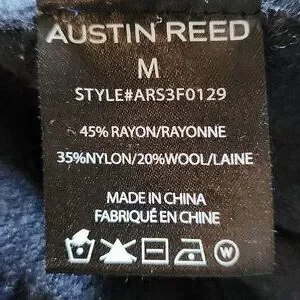 AUSTIN REED
M
STYLE#ARS3F0129
45% RAYON/RAYONNE
35%NYLON/20%WOOL/LAINE
MADE IN CHINA
FABRIQUÉ EN CHINE
W